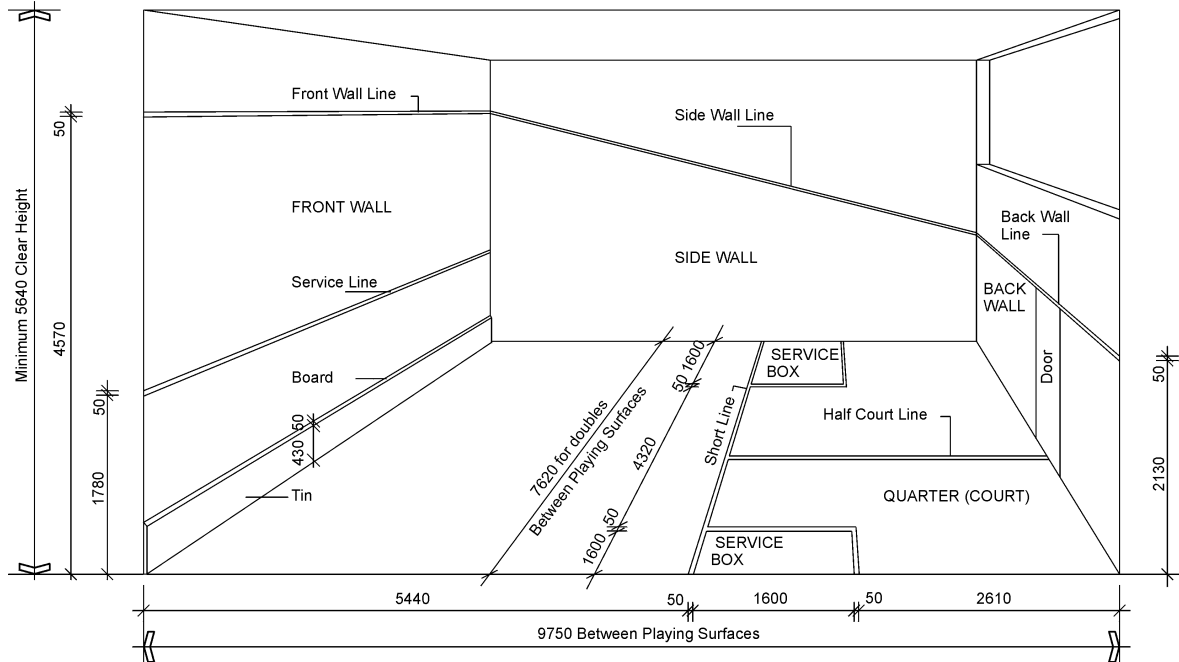 Front Wall Line
Side Wall Line
50
Minimum 5640 Clear Height
FRONT WALL
Back Wall
Line
SIDE WALL
Service Line
BACK
WALL
4570
50
Board
1600
50
SERVICE
BOX
Door
50
7620 for doubles
Between Playing Surfaces
Short Line
Half Court Line
50
430
4320
1780
Tin
2130
QUARTER (COURT)
50
1600
SERVICE
BOX
5440
50
1600
50
2610
9750 Between Playing Surfaces